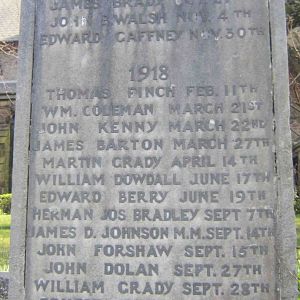 JAMES BRADY OCT.
JOHN B WALSH NOV. 4TH
EDWARD GAFFNEY NOV. 30TH
1918
THOMAS FINCH FEB. 11TH
WM. COLEMAN MARCH 21ST
JOHN KENNY MARCH 22ND
JAMES BARTON MARCH 27TH
MARTIN GRADY APRIL 14TH
WILLIAM DOWDALL JUNE 17TH
EDWARD BERRY JUNE 19TH
HERMAN JOS BRADLEY SEPT 7TH
JAMES D. JOHNSON M.M. SEPT. 14TH
JOHN FORSHAW SEPT. 15TH
JOHN DOLAN SEPT. 27TH
WILLIAM GRADY SEPT. 28TH